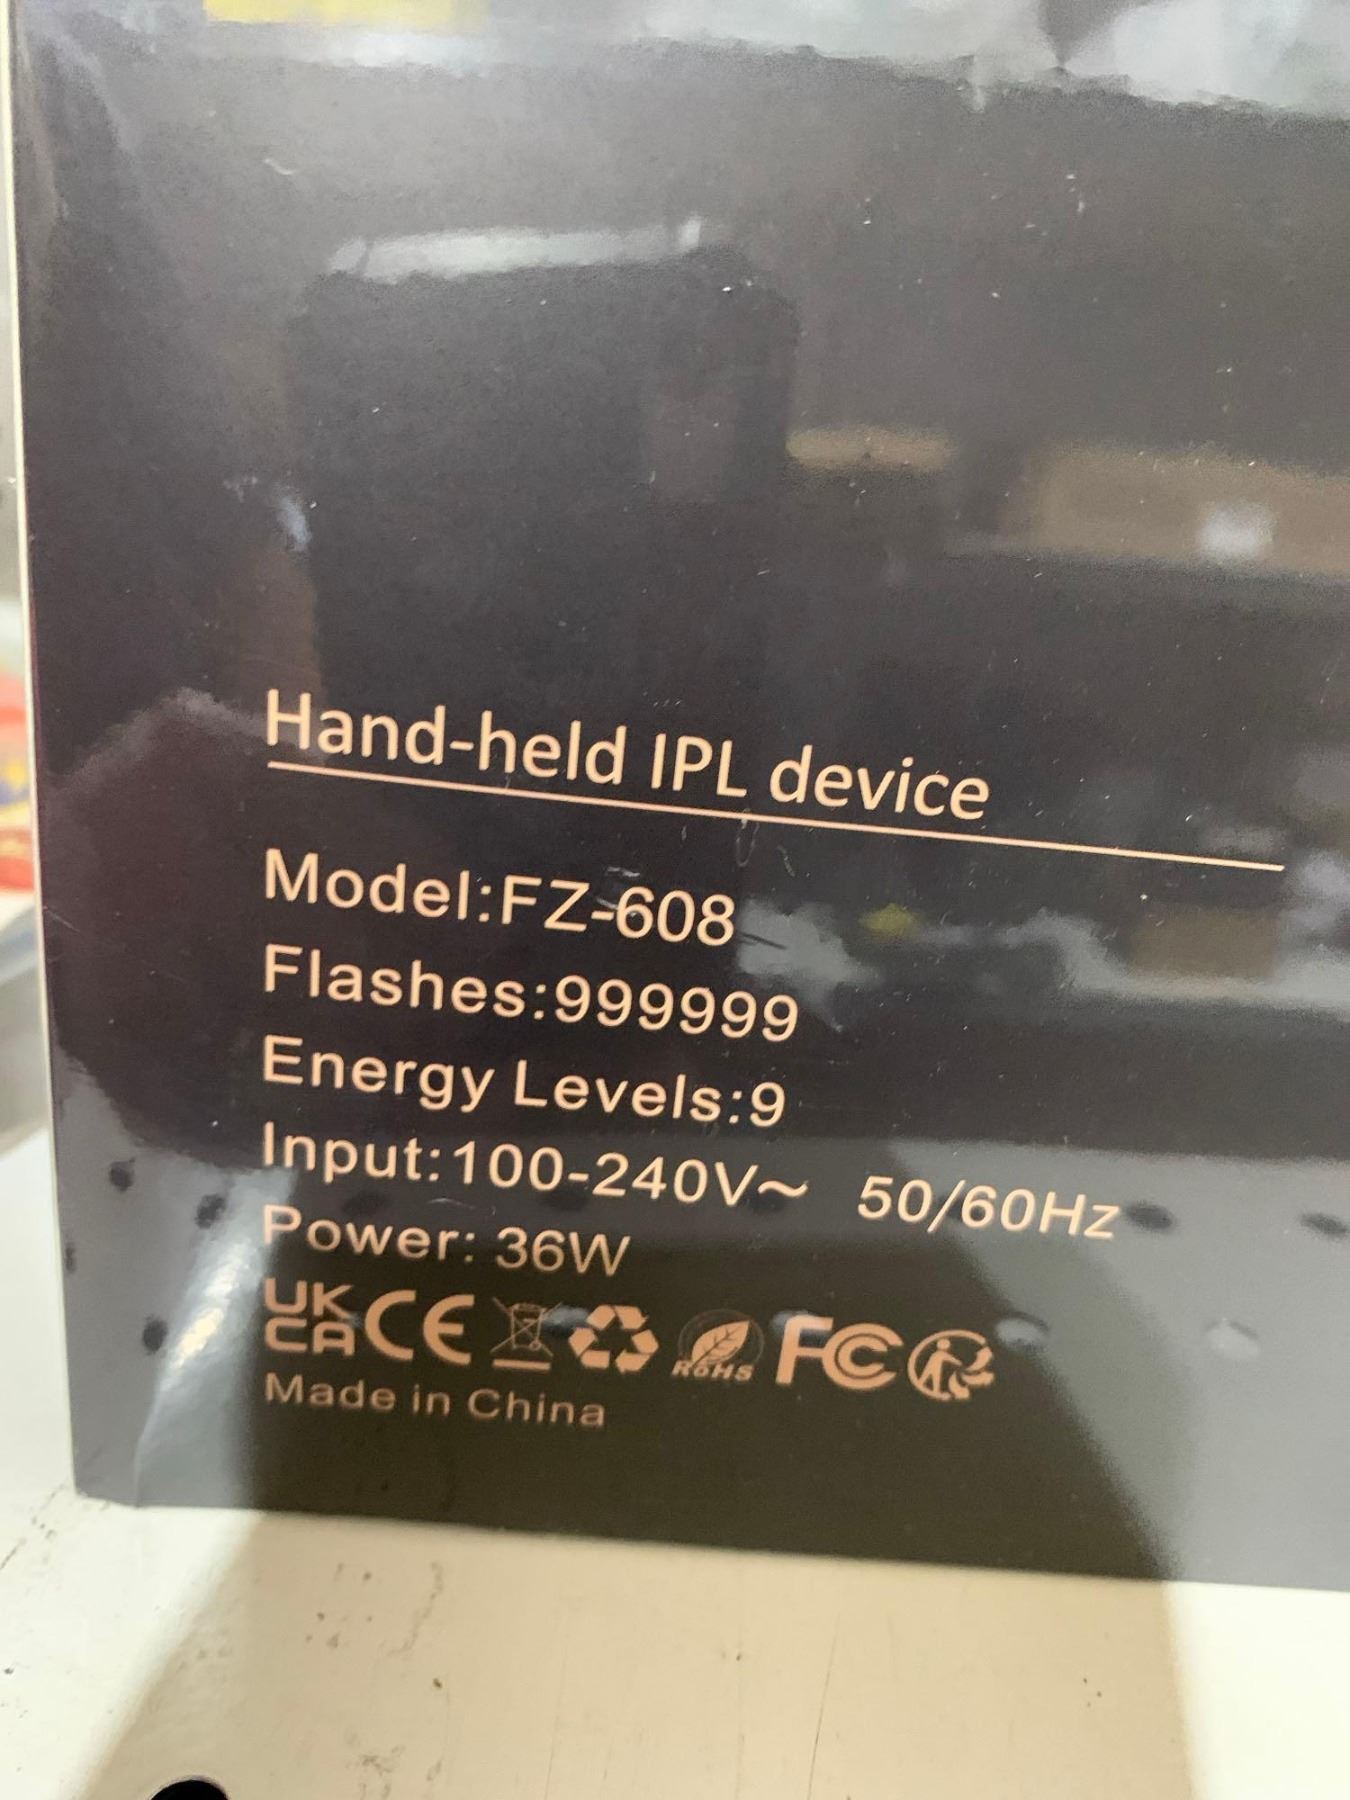 Hand-held IPL device
Model:FZ-608
Flashes:999999
Energy Levels:9
Input:100-240V~ 50/60Hz
Power: 36W
UK CA CE RoHS FC
Made in China